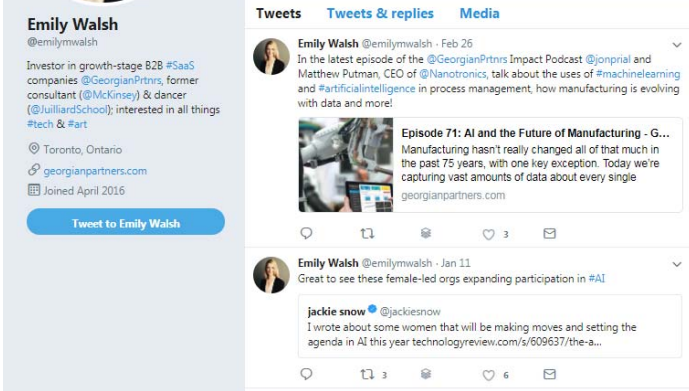 Emily Walsh
@emilymwalsh
Investor in growth-stage B2B #SaaS
companies @GeorgianPrtnrs, former
consultant (@McKinsey) & dancer
(@JuilliardSchool); interested in all things
#tech & #art
Toronto, Ontario
georgianpartners.com
Joined April 2016
Tweet to Emily Walsh
Tweets Tweets & replies Media
Emily Walsh @emilymwalsh · Feb 26
In the latest episode of the @GeorgianPrtnrs Impact Podcast @jonprial and
Matthew Putman, CEO of @Nanotronics, talk about the uses of #machinelearning
and #artificialintelligence in process management, how manufacturing is evolving
with data and more!
Episode 71: AI and the Future of Manufacturing - G...
Manufacturing hasn't really changed all of that much in
the past 75 years, with one key exception. Today we're
capturing vast amounts of data about every single
georgianpartners.com
3
Emily Walsh @emilymwalsh · Jan 11
Great to see these female-led orgs expanding participation in #AI
jackie snow @jackiesnow
I wrote about some women that will be making moves and setting the
agenda in AI this year technologyreview.com/s/609637/the-a...
3 6